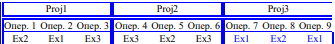 Proj1 Proj2 Proj3
Опер. 1 Опер. 2 Опер. 3 Опер. 4 Опер. 5 Опер. 6 Опер. 7 Опер. 8 Опер. 9
Ex2 Ex1 Ex3 Ex3 Ex2 Ex3 Ex1 Ex2 Ex1